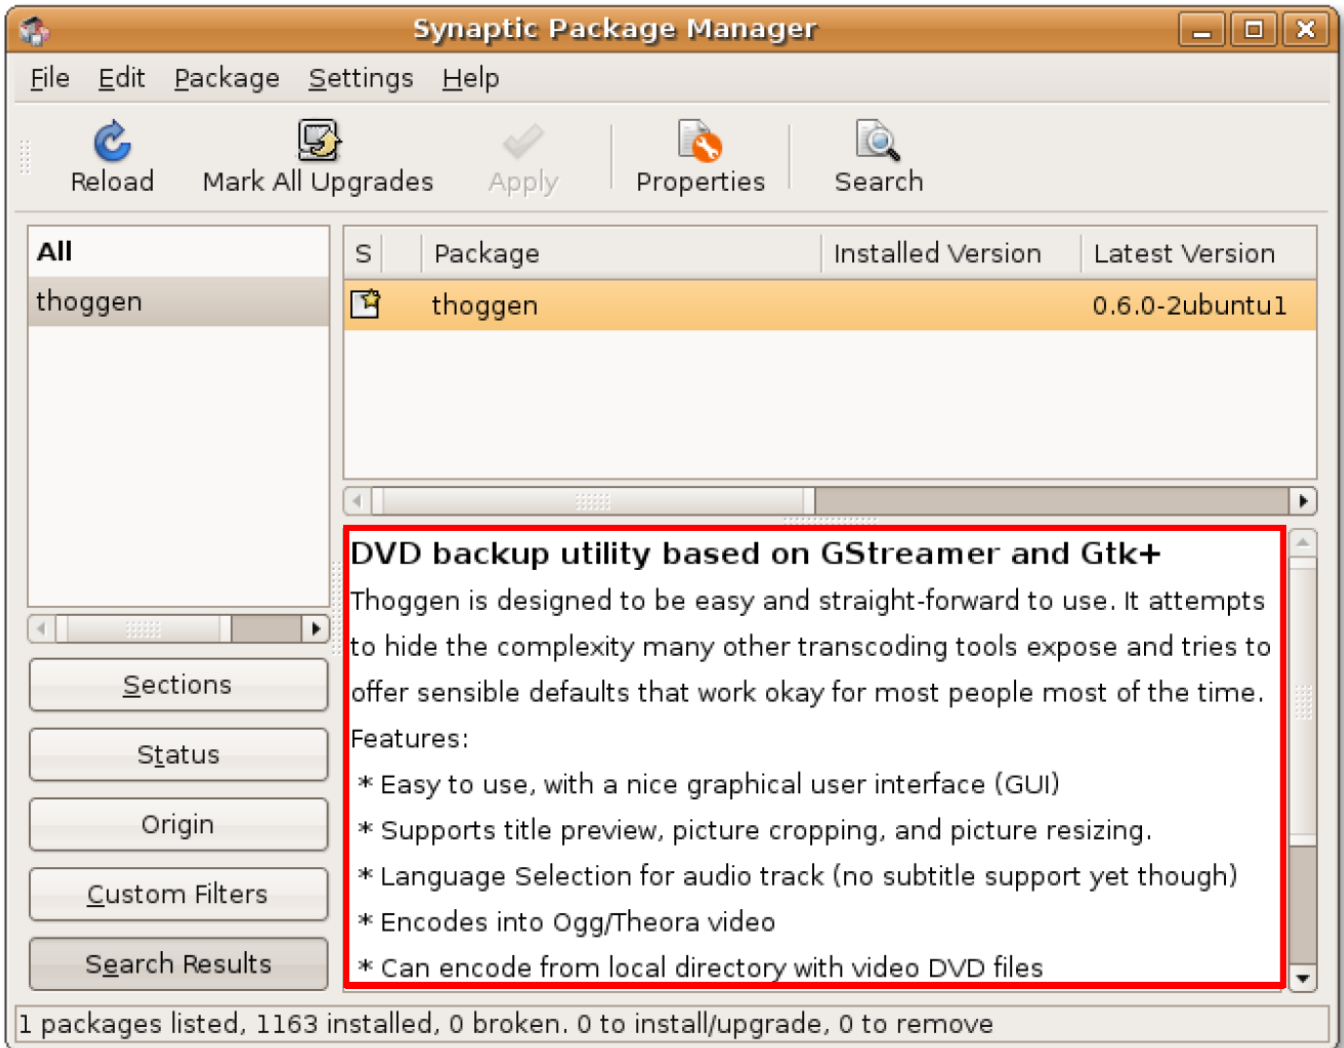 Synaptic Package Manager
File Edit Package Settings Help
Reload Mark All Upgrades Apply Properties Search
All
thoggen
S Package Installed Version Latest Version
thoggen 0.6.0-2ubuntu1
DVD backup utility based on GStreamer and Gtk+
Thoggen is designed to be easy and straight-forward to use. It attempts
to hide the complexity many other transcoding tools expose and tries to
offer sensible defaults that work okay for most people most of the time.
Features:
* Easy to use, with a nice graphical user interface (GUI)
* Supports title preview, picture cropping, and picture resizing.
* Language Selection for audio track (no subtitle support yet though)
* Encodes into Ogg/Theora video
* Can encode from local directory with video DVD files
Sections
Status
Origin
Custom Filters
Search Results
1 packages listed, 1163 installed, 0 broken. 0 to install/upgrade, 0 to remove